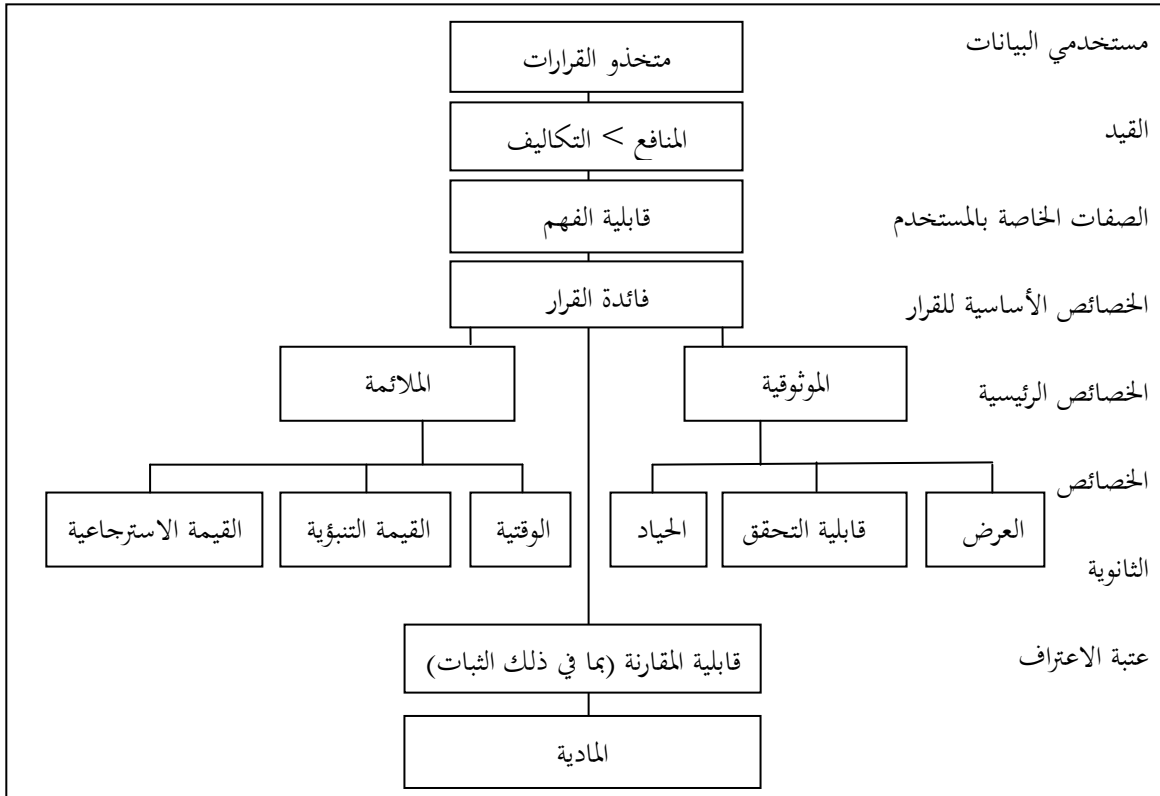 مستخدمي البيانات
متخذو القرارات
القيد
المنافع > التكاليف
الصفات الخاصة بالمستخدم
قابلية الفهم
الخصائص الأساسية للقرار
فائدة القرار
الخصائص الرئيسية
الموثوقية
الملائمة
الخصائص
العرض
قابلية التحقق
الحياد
الوقتية
القيمة التنبؤية
القيمة الاسترجاعية
الثانوية
عتبة الاعتراف
قابلية المقارنة (بما في ذلك الثبات)
المادية